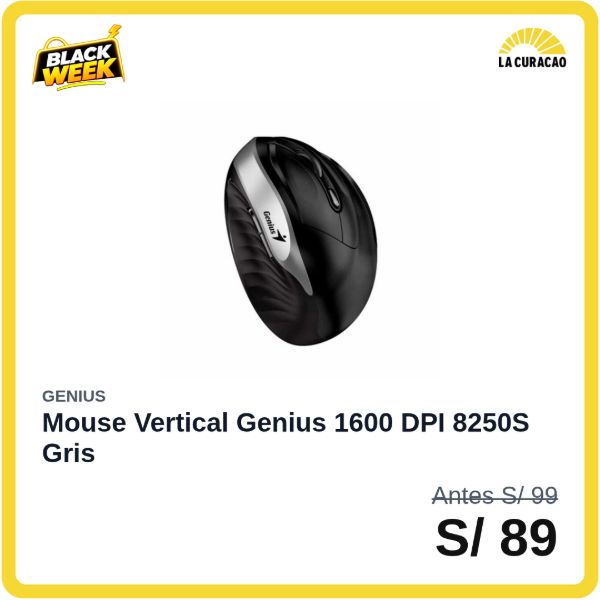 BLACK
WEEK
LA CURACAO
Genius
GENIUS
Mouse Vertical Genius 1600 DPI 8250S
Gris
Antes S/ 99
S/ 89